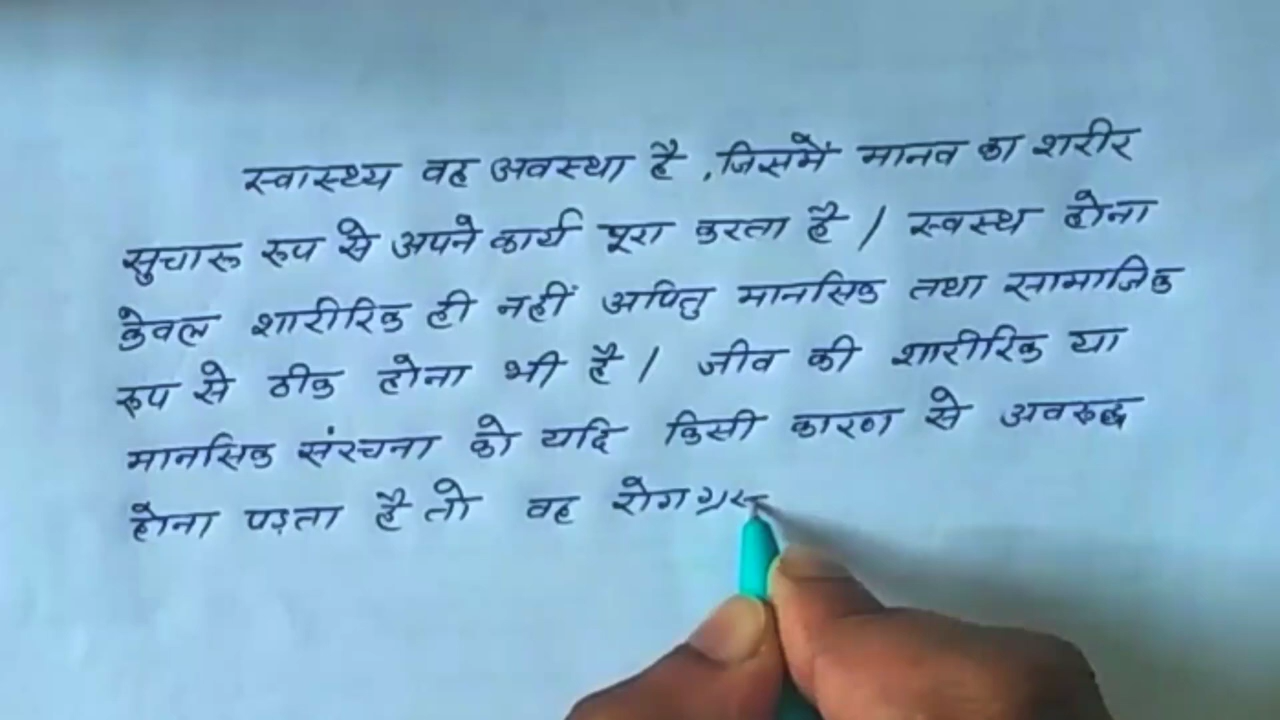 स्वास्थ्य वह अवस्था है ,जिसमें मानव का शरीर
सुचारू रूप से अपने कार्य पूरा करता है / स्वस्थ होना
केवल शारीरिक ही नहीं अपितु मानसिक तथा सामाजिक
रूप से ठीक होना भी है / जीव की शारीरिक या
मानसिक संरचना को यदि किसी कारण से अवरूद्ध
होना पड़ता है तो वह